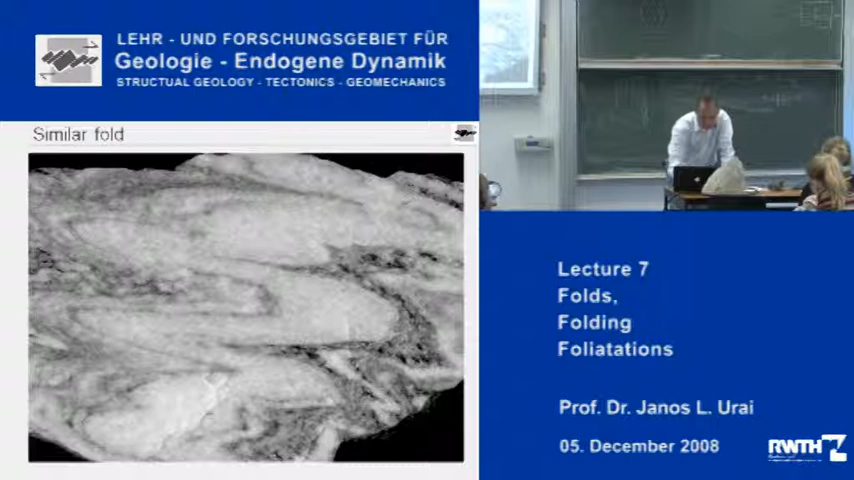 LEHR - UND FORSCHUNGSGEBIET FÜR
Geologie - Endogene Dynamik
STRUCTUAL GEOLOGY - TECTONICS - GEOMECHANICS
Similar fold
Lecture 7
Folds,
Folding
Foliatations
Prof. Dr. Janos L. Urai
05. December 2008
RWTH